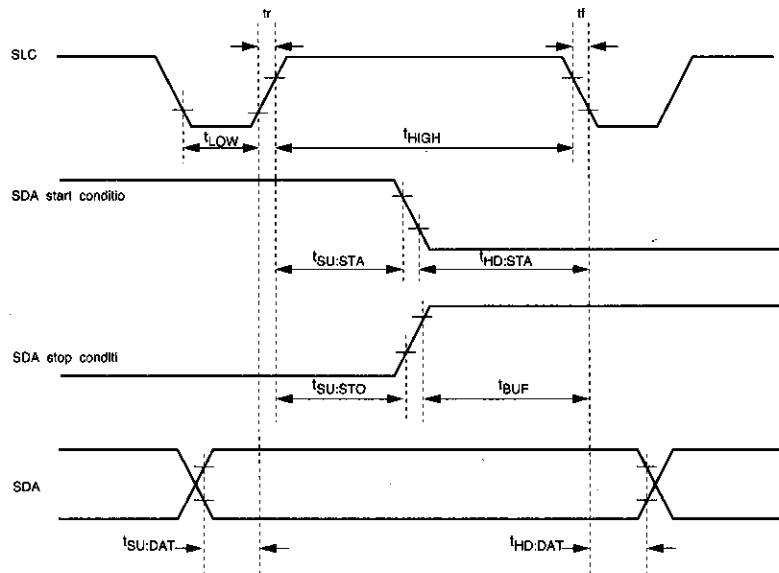 tr
tf
SLC
tLOW
tHIGH
SDA start conditio
tSU:STA
tHD:STA
SDA stop conditi
tSU:STO
tBUF
SDA
tSU:DAT
tHD:DAT